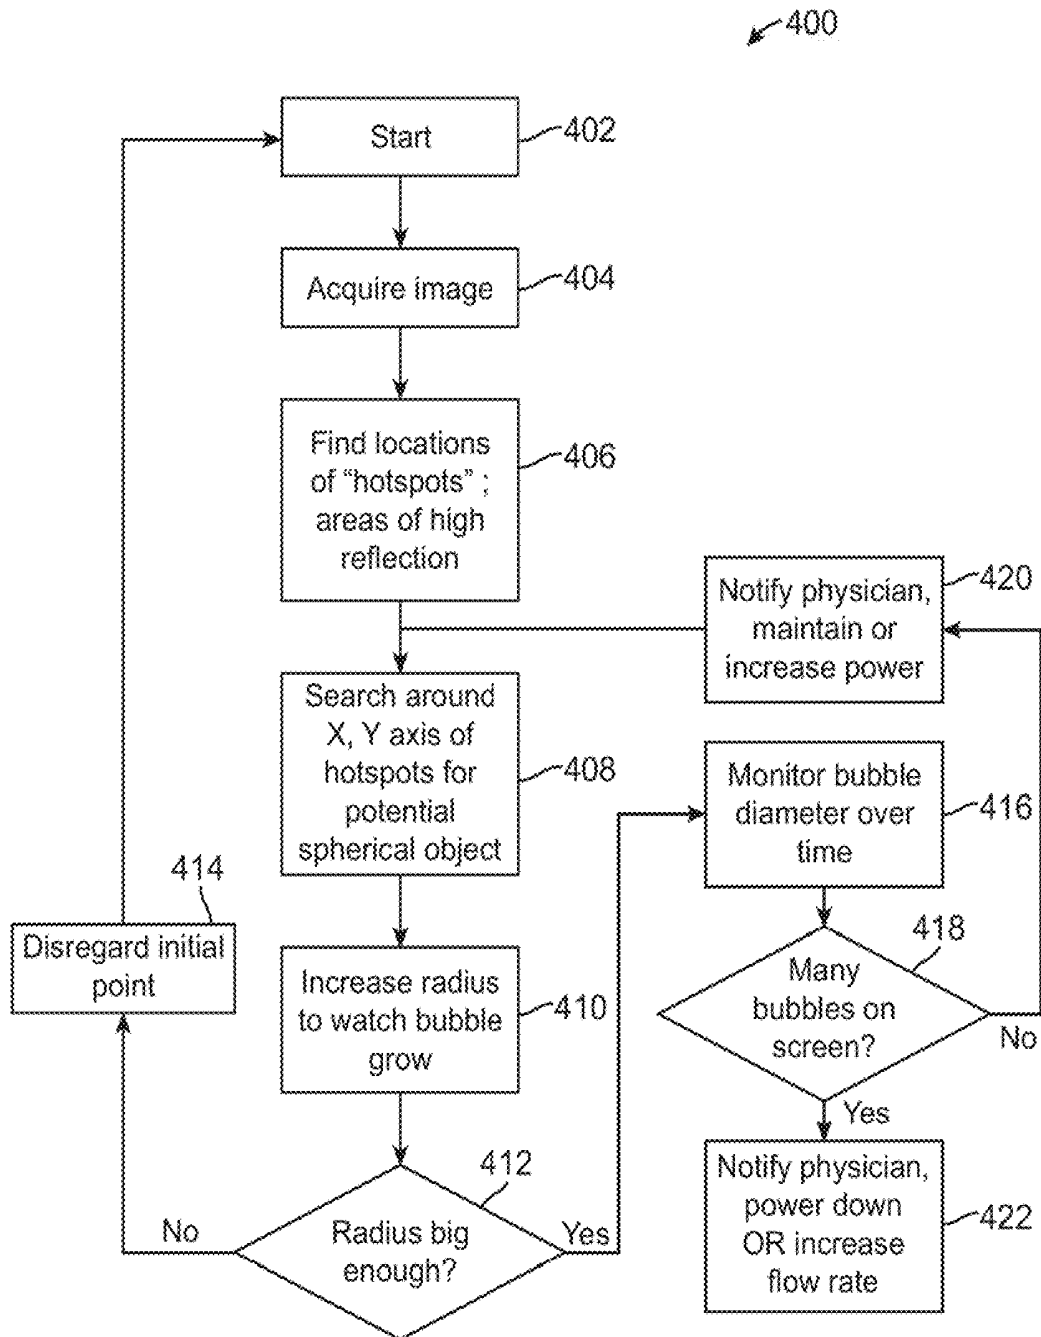 400
Start
402
Acquire image
404
Find locations
of “hotspots” ;
areas of high
reflection
406
Search around
X, Y axis of
hotspots for
potential
spherical object
408
Increase radius
to watch bubble
grow
410
Radius big
enough?
412
No
Yes
414
Disregard initial
point
Notify physician,
maintain or
increase power
420
Monitor bubble
diameter over
time
416
Many
bubbles on
screen?
418
No
Yes
Notify physician,
power down
OR increase
flow rate
422